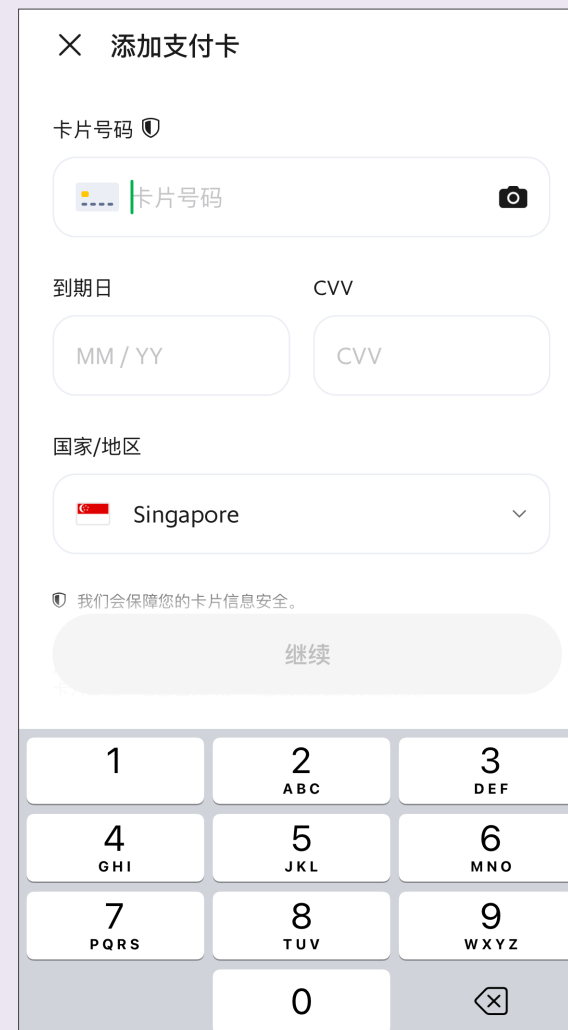 添加支付卡
卡片号码
卡片号码
到期日 CVV
MM / YY CVV
国家/地区
Singapore
我们会保障您的卡片信息安全。
继续
1 2 3
ABC DEF
4 5 6
GHI JKL MNO
7 8 9
PQRS TUV WXYZ
0